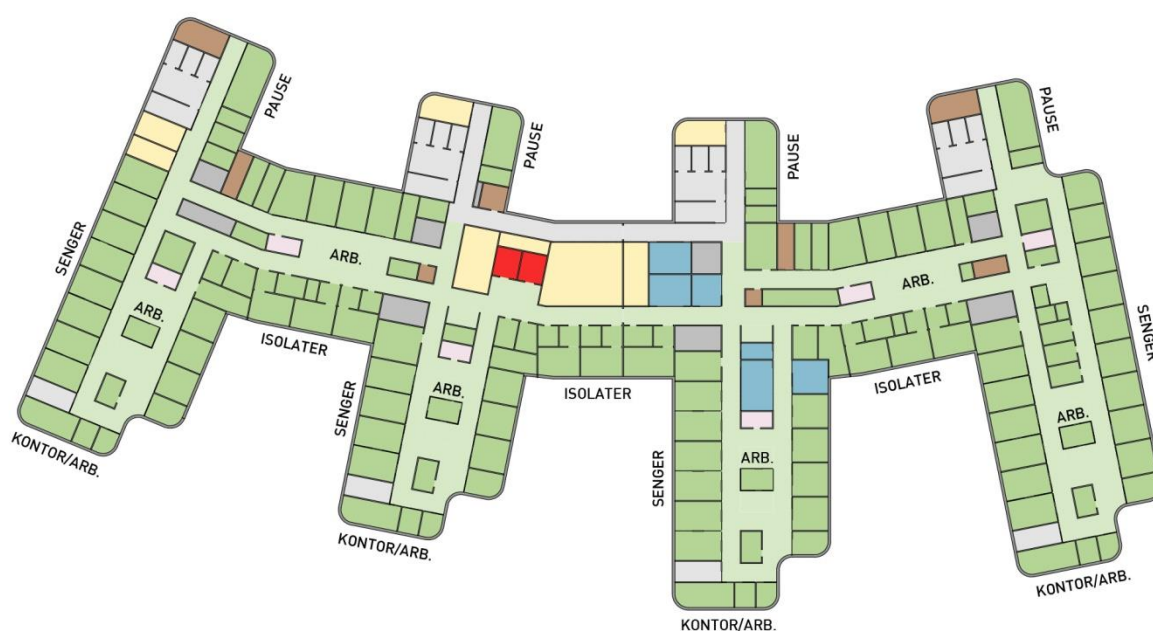 PAUSE
PAUSE
PAUSE
PAUSE
SENGER
ARB.
ARB.
ISOLATER
KONTOR/ARB.
SENGER
ARB.
ISOLATER
KONTOR/ARB.
SENGER
ARB.
KONTOR/ARB.
ARB.
ISOLATER
ARB.
SENGER
KONTOR/ARB.